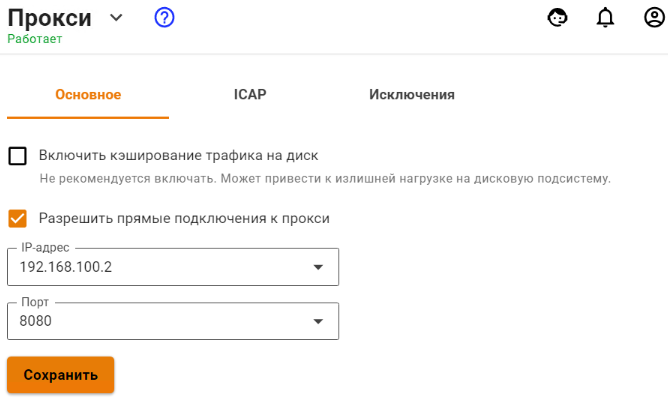 Прокси
Работает
Основное ICAP Исключения
Включить кэширование трафика на диск
Не рекомендуется включать. Может привести к излишней нагрузке на дисковую подсистему.
Разрешить прямые подключения к прокси
IP-адрес
192.168.100.2
Порт
8080
Сохранить